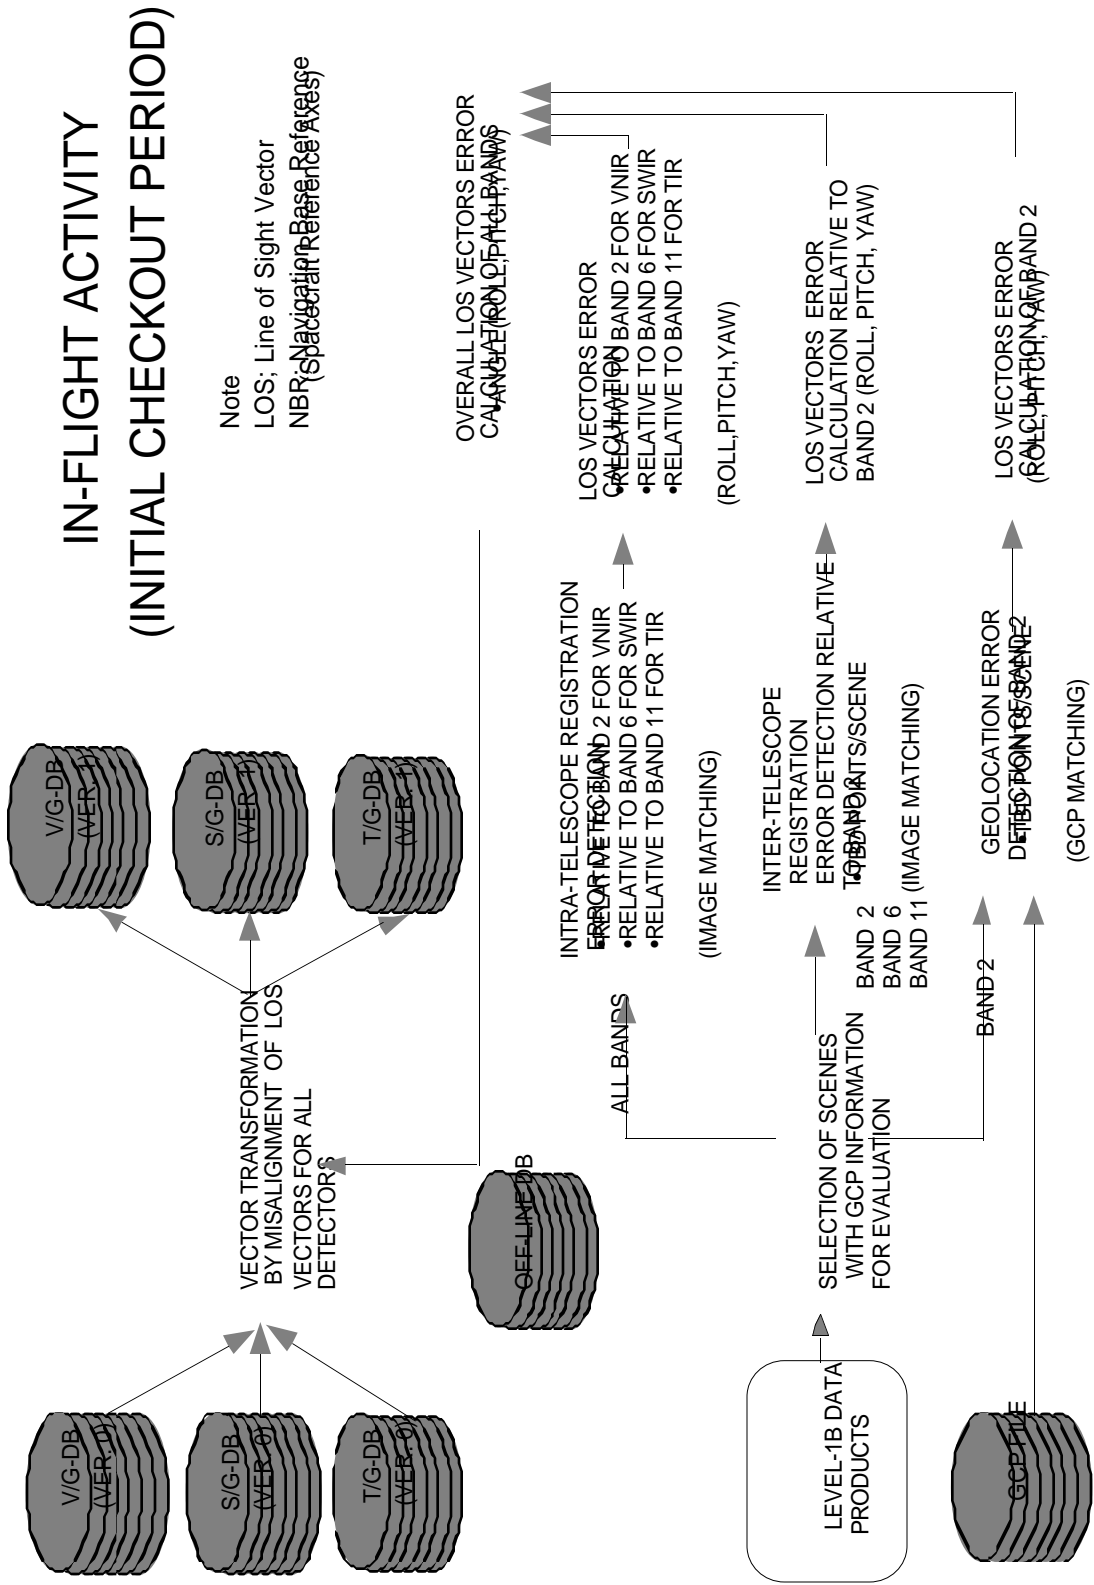 IN-FLIGHT ACTIVITY
(INITIAL CHECKOUT PERIOD)
Note
LOS; Line of Sight Vector
NBR; Navigation Base Reference
(Spacecraft Reference Axes)
V/G-DB
(VER. 0)
S/G-DB
(VER. 0)
T/G-DB
(VER. 0)
VECTOR TRANSFORMATION
BY MISALIGNMENT OF LOS
VECTORS FOR ALL
DETECTORS
V/G-DB
(VER. 1)
S/G-DB
(VER. 1)
T/G-DB
(VER. 1)
OFF-LINE DB
OVERALL LOS VECTORS ERROR
CALCULATION OF ALL BANDS
•ANGLE(ROLL,PITCH,YAW)
ALL BANDS
INTRA-TELESCOPE REGISTRATION
ERROR DETECTION
•RELATIVE TO BAND 2 FOR VNIR
•RELATIVE TO BAND 6 FOR SWIR
•RELATIVE TO BAND 11 FOR TIR
(IMAGE MATCHING)
LOS VECTORS ERROR
CALCULATION
•RELATIVE TO BAND 2 FOR VNIR
•RELATIVE TO BAND 6 FOR SWIR
•RELATIVE TO BAND 11 FOR TIR
(ROLL,PITCH,YAW)
LEVEL-1B DATA
PRODUCTS
SELECTION OF SCENES
WITH GCP INFORMATION
FOR EVALUATION
BAND 2
BAND 6
BAND 11
INTER-TELESCOPE
REGISTRATION
ERROR DETECTION RELATIVE
TO BAND 2
•TBD POINTS/SCENE
(IMAGE MATCHING)
LOS VECTORS ERROR
CALCULATION RELATIVE TO
BAND 2 (ROLL, PITCH, YAW)
GCP FILE
BAND 2
GEOLOCATION ERROR
DETECTION OF BAND 2
•TBD POINTS/SCENE
(GCP MATCHING)
LOS VECTORS ERROR
CALCULATION OF BAND 2
(ROLL, PITCH, YAW)